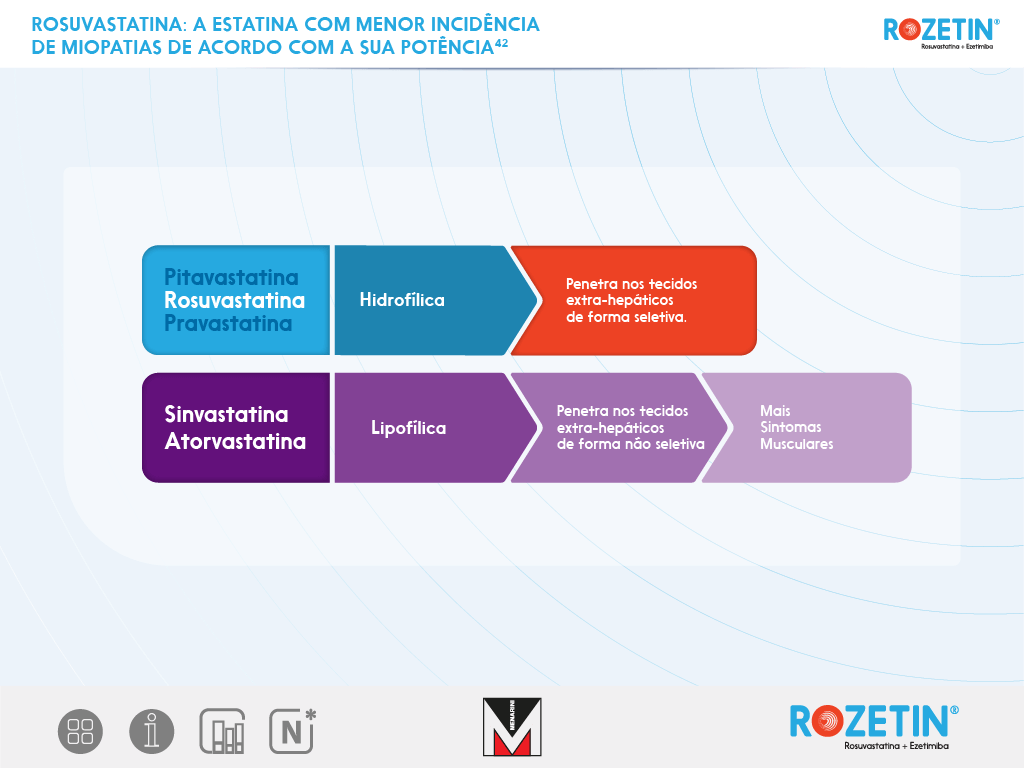 ROSUVASTATINA: A ESTATINA COM MENOR INCIDÊNCIA
DE MIOPATIAS DE ACORDO COM A SUA POTÊNCIA⁴²
ROZETIN®
Rosuvastatina + Ezetimiba
Pitavastatina
Rosuvastatina
Pravastatina
Hidrofílica
Penetra nos tecidos
extra-hepáticos
de forma seletiva.
Sinvastatina
Atorvastatina
Lipofílica
Penetra nos tecidos
extra-hepáticos
de forma não seletiva
Mais
Sintomas
Musculares
i
N*
MENARINI
ROZETIN®
Rosuvastatina + Ezetimiba